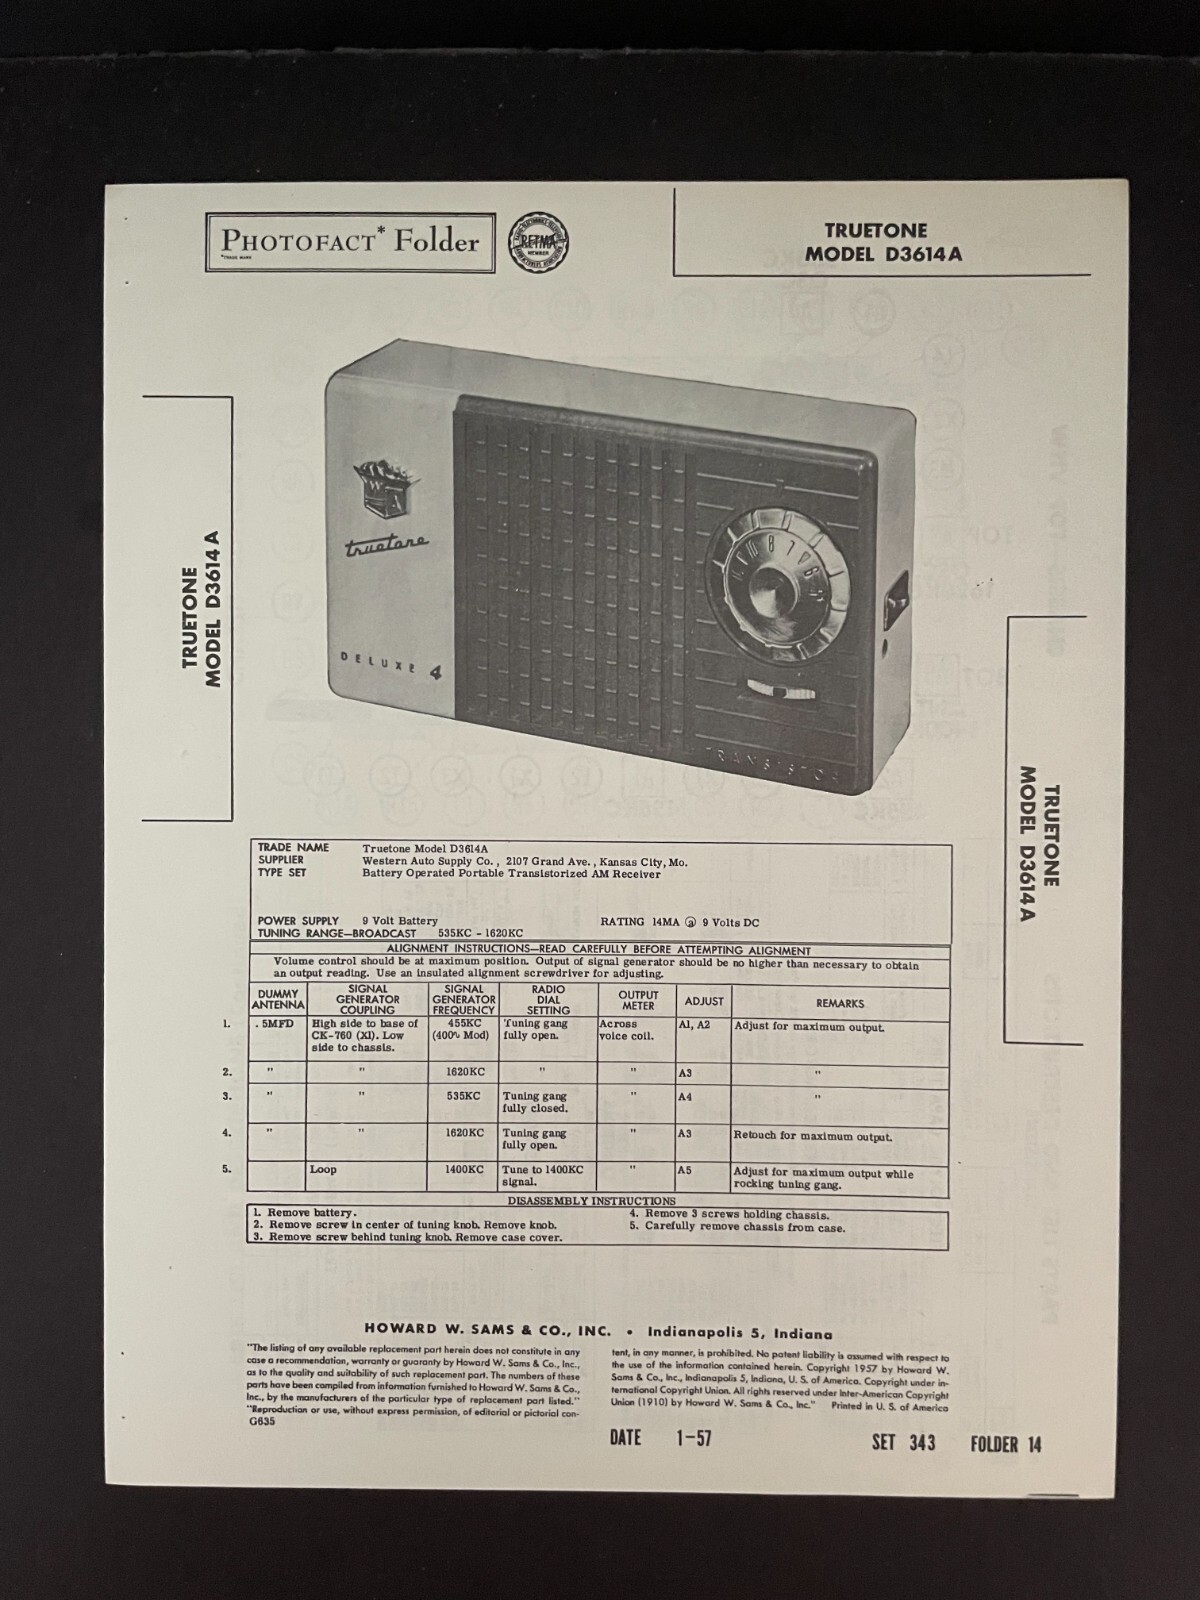 PHOTOFACT* Folder
*TRADE MARK
RETMA
MEMBER
TRUETONE
MODEL D3614A
TRUETONE
MODEL D3614A
W A
truetone
DELUXE 4
8 7
TRANSISTOR
TRUETONE
MODEL D3614A
TRADE NAME Truetone Model D3614A
SUPPLIER Western Auto Supply Co., 2107 Grand Ave., Kansas City, Mo.
TYPE SET Battery Operated Portable Transistorized AM Receiver
POWER SUPPLY 9 Volt Battery RATING 14MA @ 9 Volts DC
TUNING RANGE—BROADCAST 535KC - 1620KC
ALIGNMENT INSTRUCTIONS—READ CAREFULLY BEFORE ATTEMPTING ALIGNMENT
Volume control should be at maximum position. Output of signal generator should be no higher than necessary to obtain
an output reading. Use an insulated alignment screwdriver for adjusting.
DUMMY ANTENNA SIGNAL GENERATOR COUPLING SIGNAL GENERATOR FREQUENCY RADIO DIAL SETTING OUTPUT METER ADJUST REMARKS
1. .5MFD High side to base of CK-760 (X1). Low side to chassis. 455KC (400~ Mod) Tuning gang fully open. Across voice coil. A1, A2 Adjust for maximum output.
2. " " 1620KC " " A3 "
3. " " 535KC Tuning gang fully closed. " A4 "
4. " " 1620KC Tuning gang fully open. " A3 Retouch for maximum output.
5. Loop 1400KC Tune to 1400KC signal. " A5 Adjust for maximum output while rocking tuning gang.
DISASSEMBLY INSTRUCTIONS
1. Remove battery.
2. Remove screw in center of tuning knob. Remove knob.
3. Remove screw behind tuning knob. Remove case cover.
4. Remove 3 screws holding chassis.
5. Carefully remove chassis from case.
HOWARD W. SAMS & CO., INC. • Indianapolis 5, Indiana
"The listing of any available replacement part herein does not constitute in any
case a recommendation, warranty or guaranty by Howard W. Sams & Co., Inc.,
as to the quality and suitability of such replacement part. The numbers of these
parts have been compiled from information furnished to Howard W. Sams & Co.,
Inc., by the manufacturers of the particular type of replacement part listed."
"Reproduction or use, without express permission, of editorial or pictorial con-
G635
tent, in any manner, is prohibited. No patent liability is assumed with respect to
the use of the information contained herein. Copyright 1957 by Howard W.
Sams & Co., Inc., Indianapolis 5, Indiana, U. S. of America. Copyright under in-
ternational Copyright Union. All rights reserved under Inter-American Copyright
Union (1910) by Howard W. Sams & Co., Inc." Printed in U. S. of America
DATE 1-57
SET 343 FOLDER 14